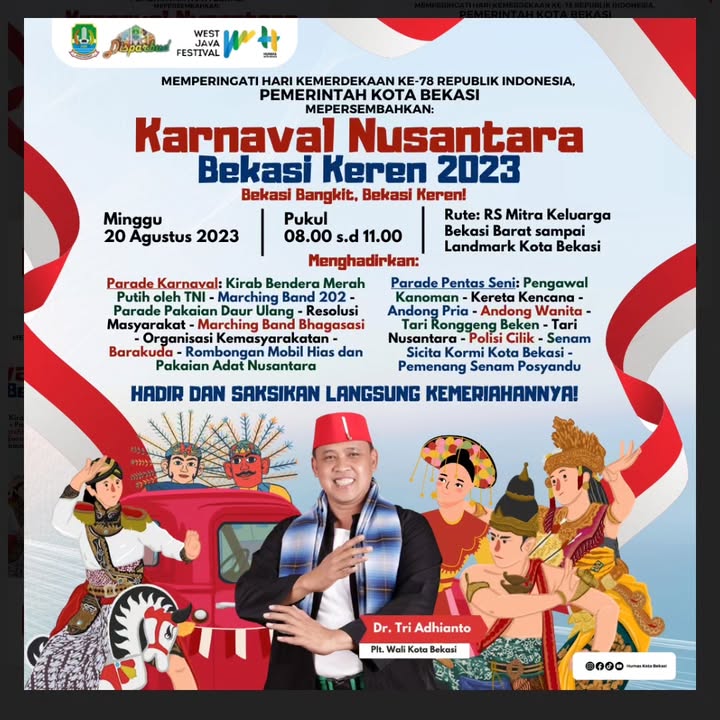 Disparbud
WEST
JAVA
FESTIVAL
MEMPERINGATI HARI KEMERDEKAAN KE-78 REPUBLIK INDONESIA,
PEMERINTAH KOTA BEKASI
MEPERSEMBAHKAN:
Karnaval Nusantara
Bekasi Keren 2023
Bekasi Bangkit, Bekasi Keren!
Minggu
20 Agustus 2023
Pukul
08.00 s.d 11.00
Rute: RS Mitra Keluarga
Bekasi Barat sampai
Landmark Kota Bekasi
Menghadirkan:
Parade Karnaval: Kirab Bendera Merah
Putih oleh TNI - Marching Band 202 -
Parade Pakaian Daur Ulang - Resolusi
Masyarakat - Marching Band Bhagasasi
- Organisasi Kemasyarakatan -
Barakuda - Rombongan Mobil Hias dan
Pakaian Adat Nusantara
Parade Pentas Seni: Pengawal
Kanoman - Kereta Kencana -
Andong Pria - Andong Wanita -
Tari Ronggeng Beken - Tari
Nusantara - Polisi Cilik - Senam
Sicita Kormi Kota Bekasi -
Pemenang Senam Posyandu
HADIR DAN SAKSIKAN LANGSUNG KEMERIAHANNYA!
Dr. Tri Adhianto
Plt. Wali Kota Bekasi
Humas Kota Bekasi